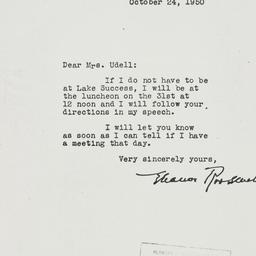 October 24, 1950
Dear Mrs. Udell:
If I do not have to be
at Lake Success, I will be at
the luncheon on the 31st at
12 noon and I will follow your
directions in my speech.
I will let you know
as soon as I can tell if I have
a meeting that day.
Very sincerely yours,
Eleanor Roosevelt